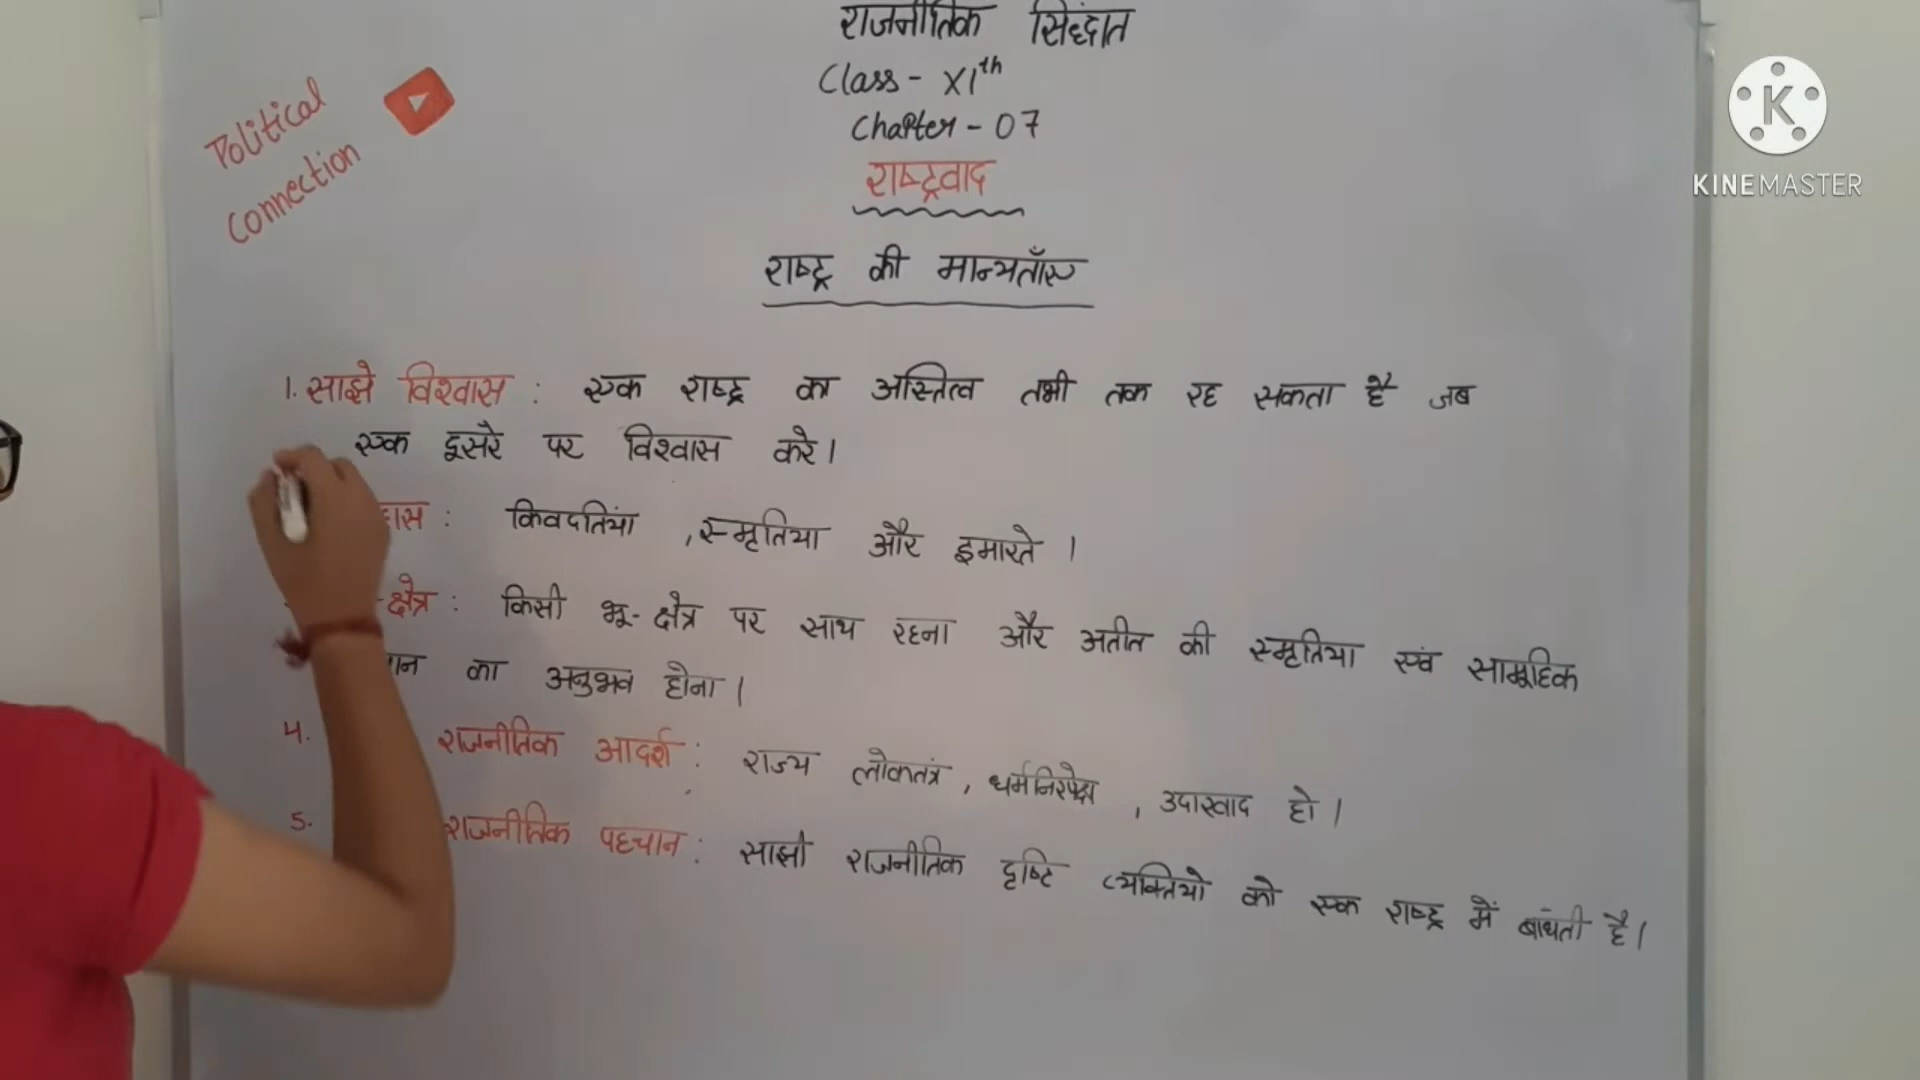 राजनीतिक सिद्धांत
Class - XIth
Chapter - 07
Political
Connection
राष्ट्रवाद
राष्ट्र की मान्यताँए
1. साझे विश्वास : एक राष्ट्र का अस्तित्व तभी तक रह सकता है जब
एक दूसरे पर विश्वास करे।
किवदतियां , स्मृतिया और इमारते ।
क्षेत्र : किसी भू-क्षेत्र पर साथ रहना और अतीत की स्मृतिया एवं सामूहिक
का अनुभव होना ।
4. राजनीतिक आदर्श : राज्य लोकतंत्र , धर्मनिरपेक्ष , उदारवाद हो ।
5. राजनीतिक पहचान : साझी राजनीतिक दृष्टि व्यक्तियो को एक राष्ट्र में बांधती है।
K
KINEMASTER